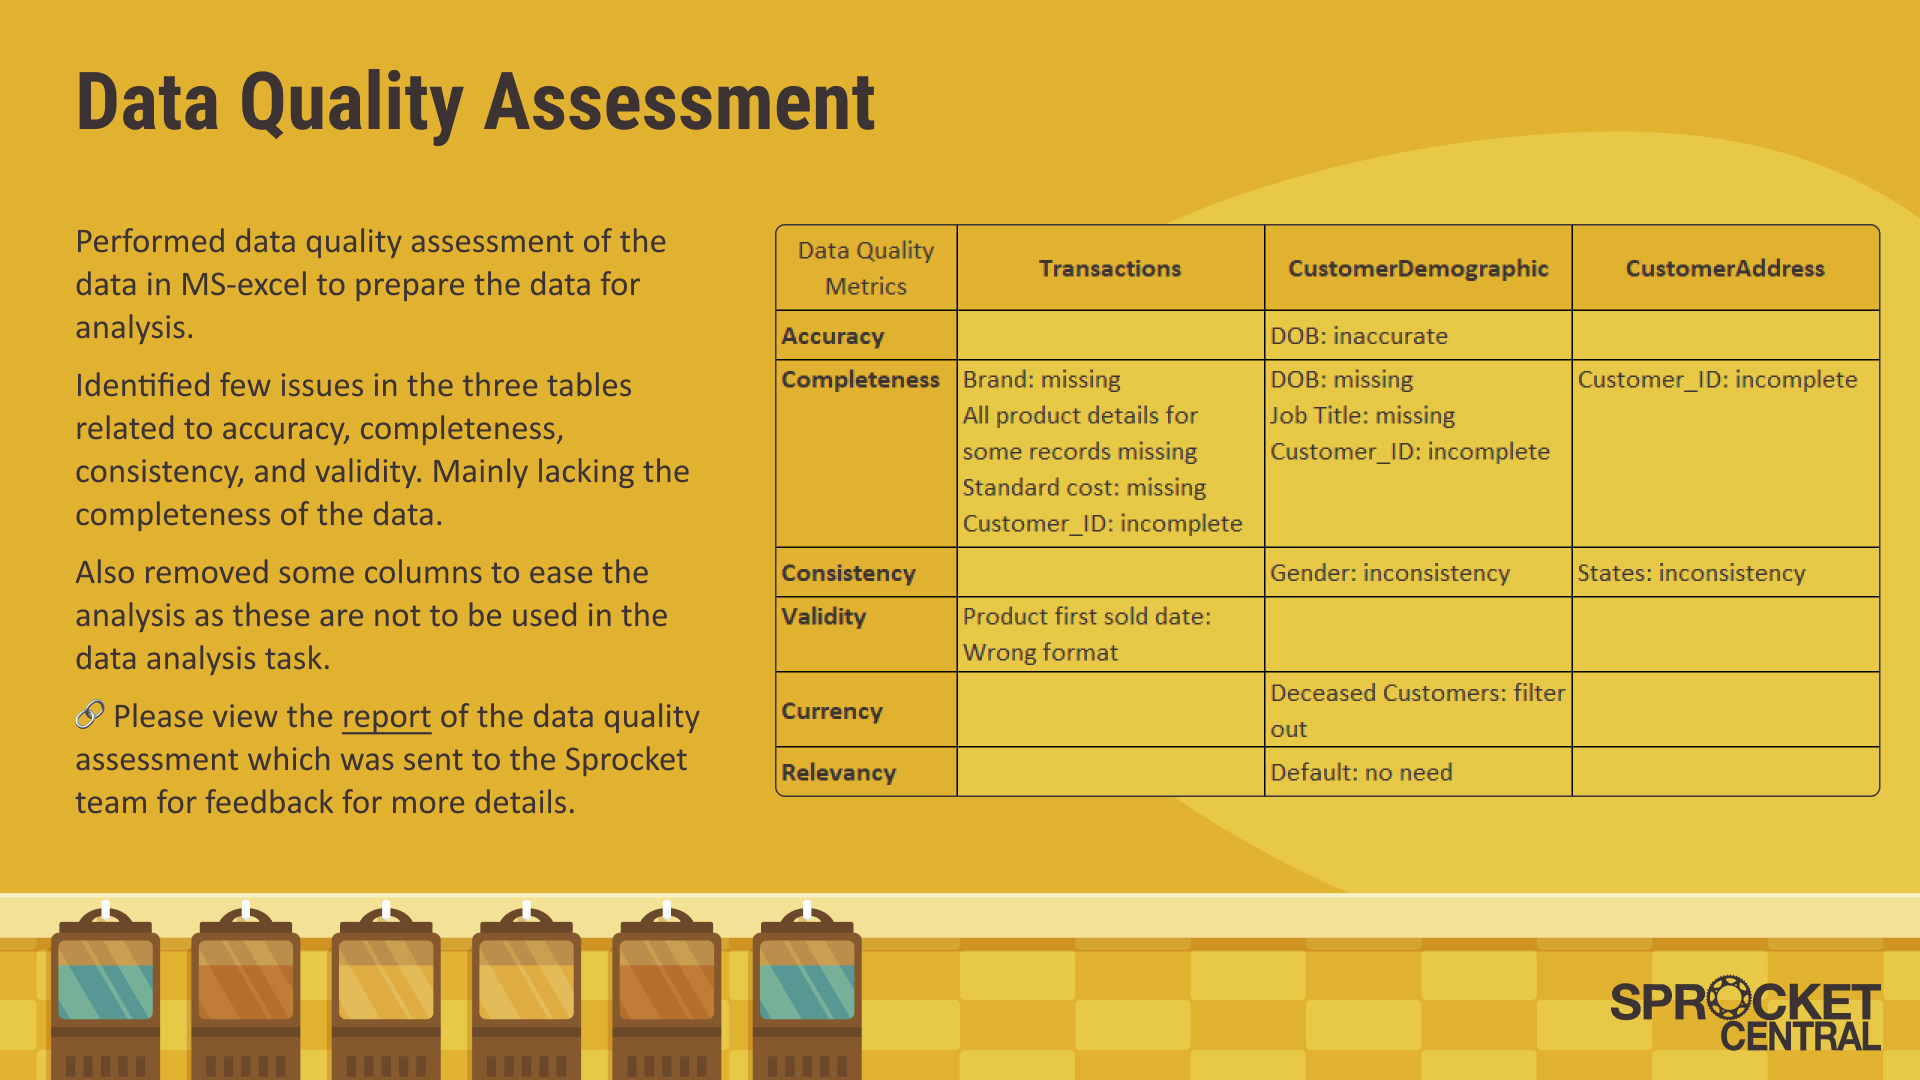 Data Quality Assessment
Performed data quality assessment of the
data in MS-excel to prepare the data for
analysis.
Identified few issues in the three tables
related to accuracy, completeness,
consistency, and validity. Mainly lacking the
completeness of the data.
Also removed some columns to ease the
analysis as these are not to be used in the
data analysis task.
🔗 Please view the report of the data quality
assessment which was sent to the Sprocket
team for feedback for more details.
Data Quality
Metrics
Transactions
CustomerDemographic
CustomerAddress
Accuracy
DOB: inaccurate
Completeness
Brand: missing
All product details for
some records missing
Standard cost: missing
Customer_ID: incomplete
DOB: missing
Job Title: missing
Customer_ID: incomplete
Customer_ID: incomplete
Consistency
Gender: inconsistency
States: inconsistency
Validity
Product first sold date:
Wrong format
Currency
Deceased Customers: filter
out
Relevancy
Default: no need
SPROCKET
CENTRAL